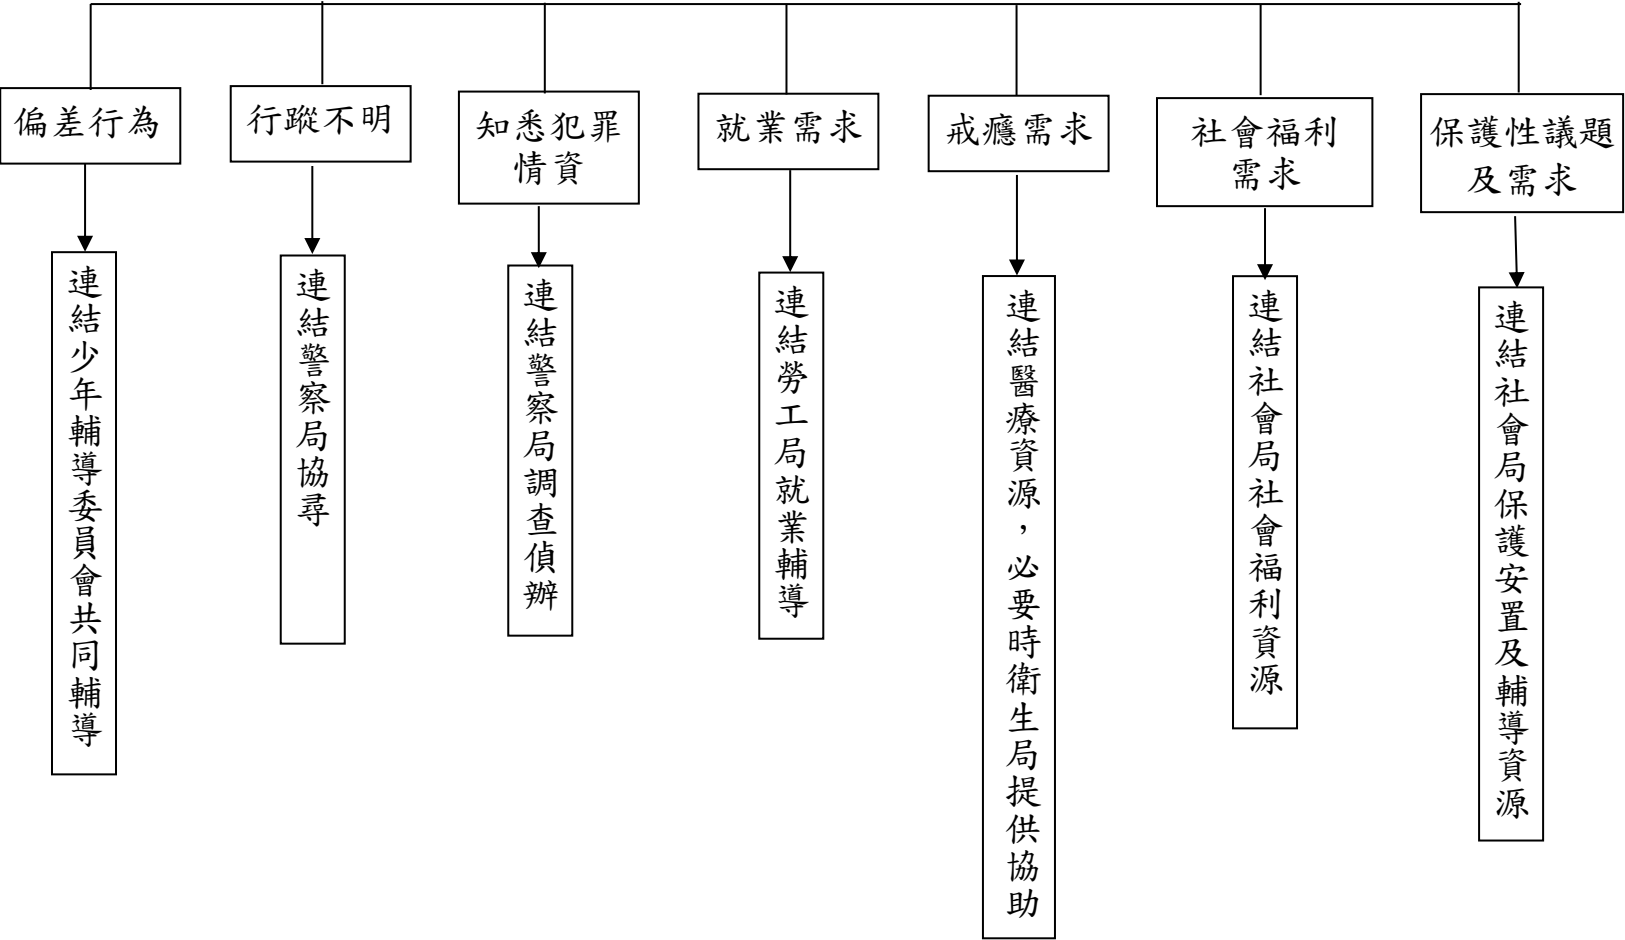 偏差行為
行蹤不明
知悉犯罪
情資
就業需求
戒癮需求
社會福利
需求
保護性議題
及需求
連結少年輔導委員會共同輔導
連結警察局協尋
連結警察局調查偵辦
連結勞工局就業輔導
連結醫療資源，必要時衛生局提供協助
連結社會局社會福利資源
連結社會局保護安置及輔導資源